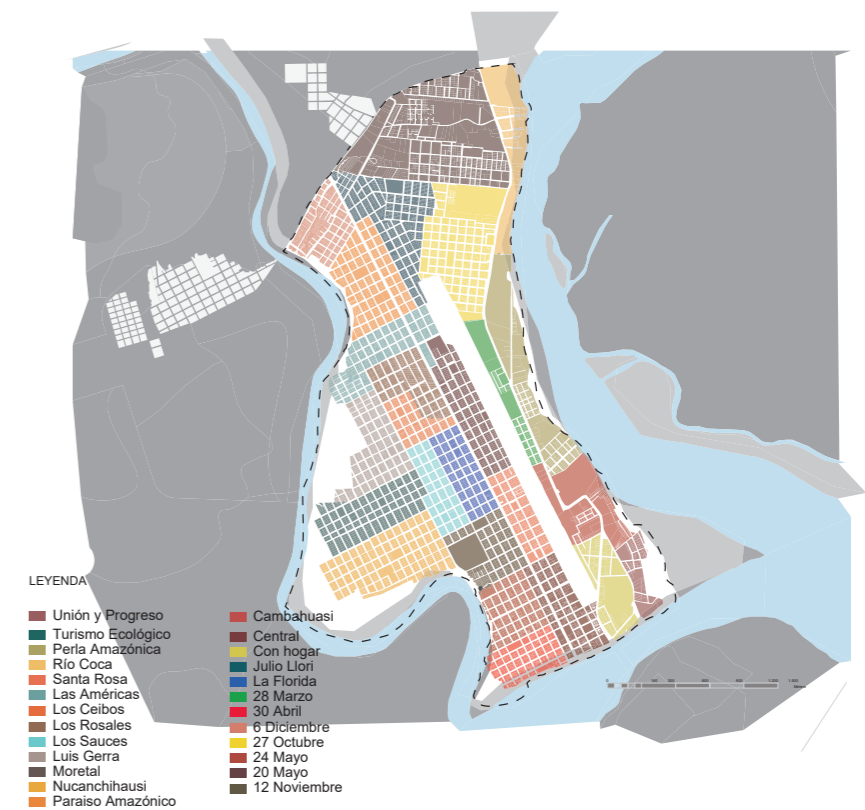 LEYENDA
Unión y Progreso
Turismo Ecológico
Perla Amazónica
Río Coca
Santa Rosa
Las Américas
Los Ceibos
Los Rosales
Los Sauces
Luis Gerra
Moretal
Nucanchihausi
Paraiso Amazónico
Cambahuasi
Central
Con hogar
Julio Llori
La Florida
28 Marzo
30 Abril
6 Diciembre
27 Octubre
24 Mayo
20 Mayo
12 Noviembre